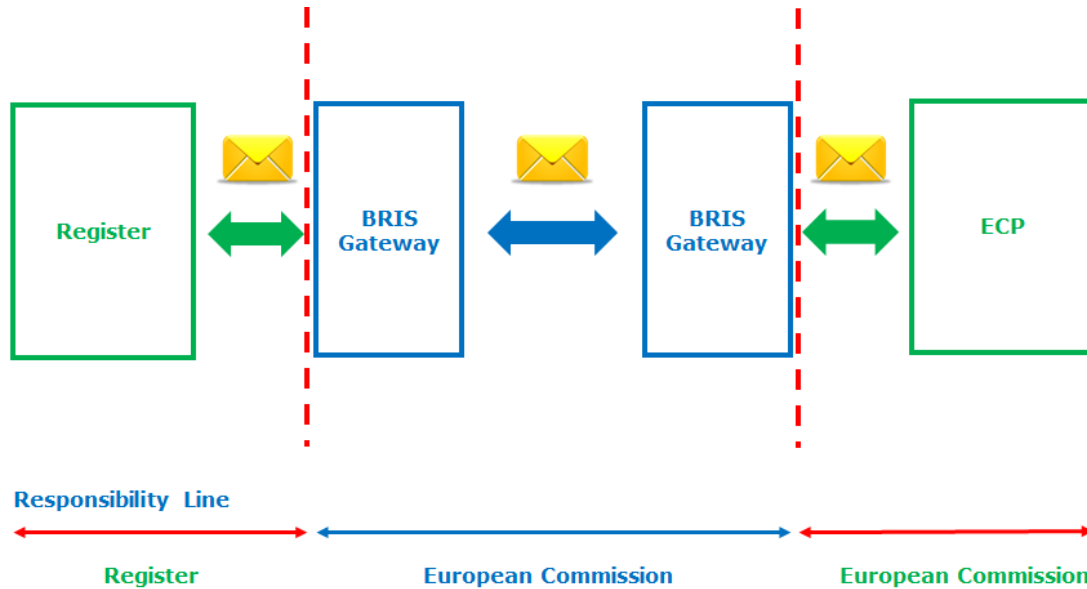 Register
BRIS
Gateway
BRIS
Gateway
ECP
Responsibility Line
Register
European Commission
European Commission